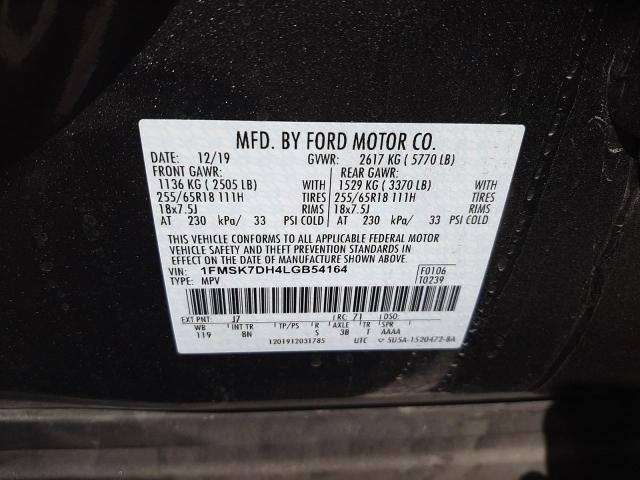 MFD. BY FORD MOTOR CO.
DATE: 12/19 GVWR: 2617 KG ( 5770 LB)
FRONT GAWR: REAR GAWR:
1136 KG ( 2505 LB) WITH 1529 KG ( 3370 LB) WITH
255/65R18 111H TIRES 255/65R18 111H TIRES
18x7.5J RIMS 18x7.5J RIMS
AT 230 kPa/ 33 PSI COLD AT 230 kPa/ 33 PSI COLD
THIS VEHICLE CONFORMS TO ALL APPLICABLE FEDERAL MOTOR
VEHICLE SAFETY AND THEFT PREVENTION STANDARDS IN
EFFECT ON THE DATE OF MANUFACTURE SHOWN ABOVE.
VIN: 1FMSK7DH4LGB54164 F0106
TYPE: MPV T0239
EXT PNT: J7 RC: 71 DSO:
WB INT TR TP/PS R AXLE TR SPR
119 BN S 3B T AAAA
1201912031785 UTC 5U5A-1520472-BA